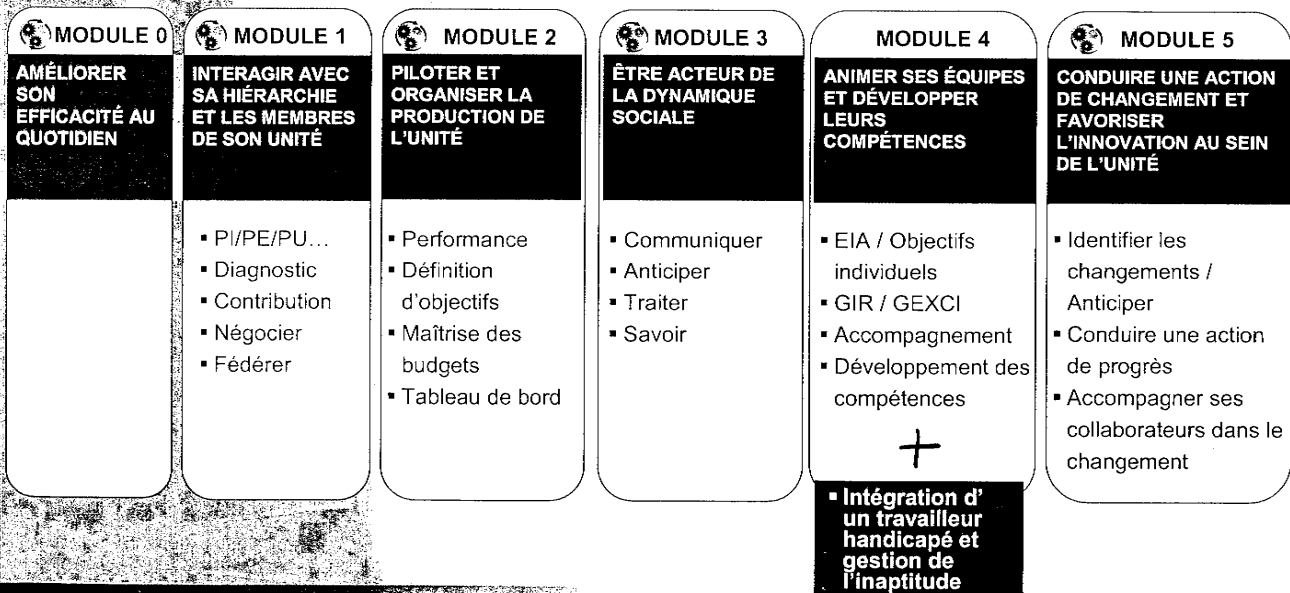 MODULE 0
AMÉLIORER
SON
EFFICACITÉ AU
QUOTIDIEN
MODULE 1
INTERAGIR AVEC
SA HIÉRARCHIE
ET LES MEMBRES
DE SON UNITÉ
▪ PI/PE/PU...
▪ Diagnostic
▪ Contribution
▪ Négocier
▪ Fédérer
MODULE 2
PILOTER ET
ORGANISER LA
PRODUCTION DE
L'UNITÉ
▪ Performance
▪ Définition
d'objectifs
▪ Maîtrise des
budgets
▪ Tableau de bord
MODULE 3
ÊTRE ACTEUR DE
LA DYNAMIQUE
SOCIALE
▪ Communiquer
▪ Anticiper
▪ Traiter
▪ Savoir
MODULE 4
ANIMER SES ÉQUIPES
ET DÉVELOPPER
LEURS
COMPÉTENCES
▪ EIA / Objectifs
individuels
▪ GIR / GEXCI
▪ Accompagnement
▪ Développement des
compétences
+
▪ Intégration d'
un travailleur
handicapé et
gestion de
l'inaptitude
MODULE 5
CONDUIRE UNE ACTION
DE CHANGEMENT ET
FAVORISER
L'INNOVATION AU SEIN
DE L'UNITÉ
▪ Identifier les
changements /
Anticiper
▪ Conduire une action
de progrès
▪ Accompagner ses
collaborateurs dans le
changement